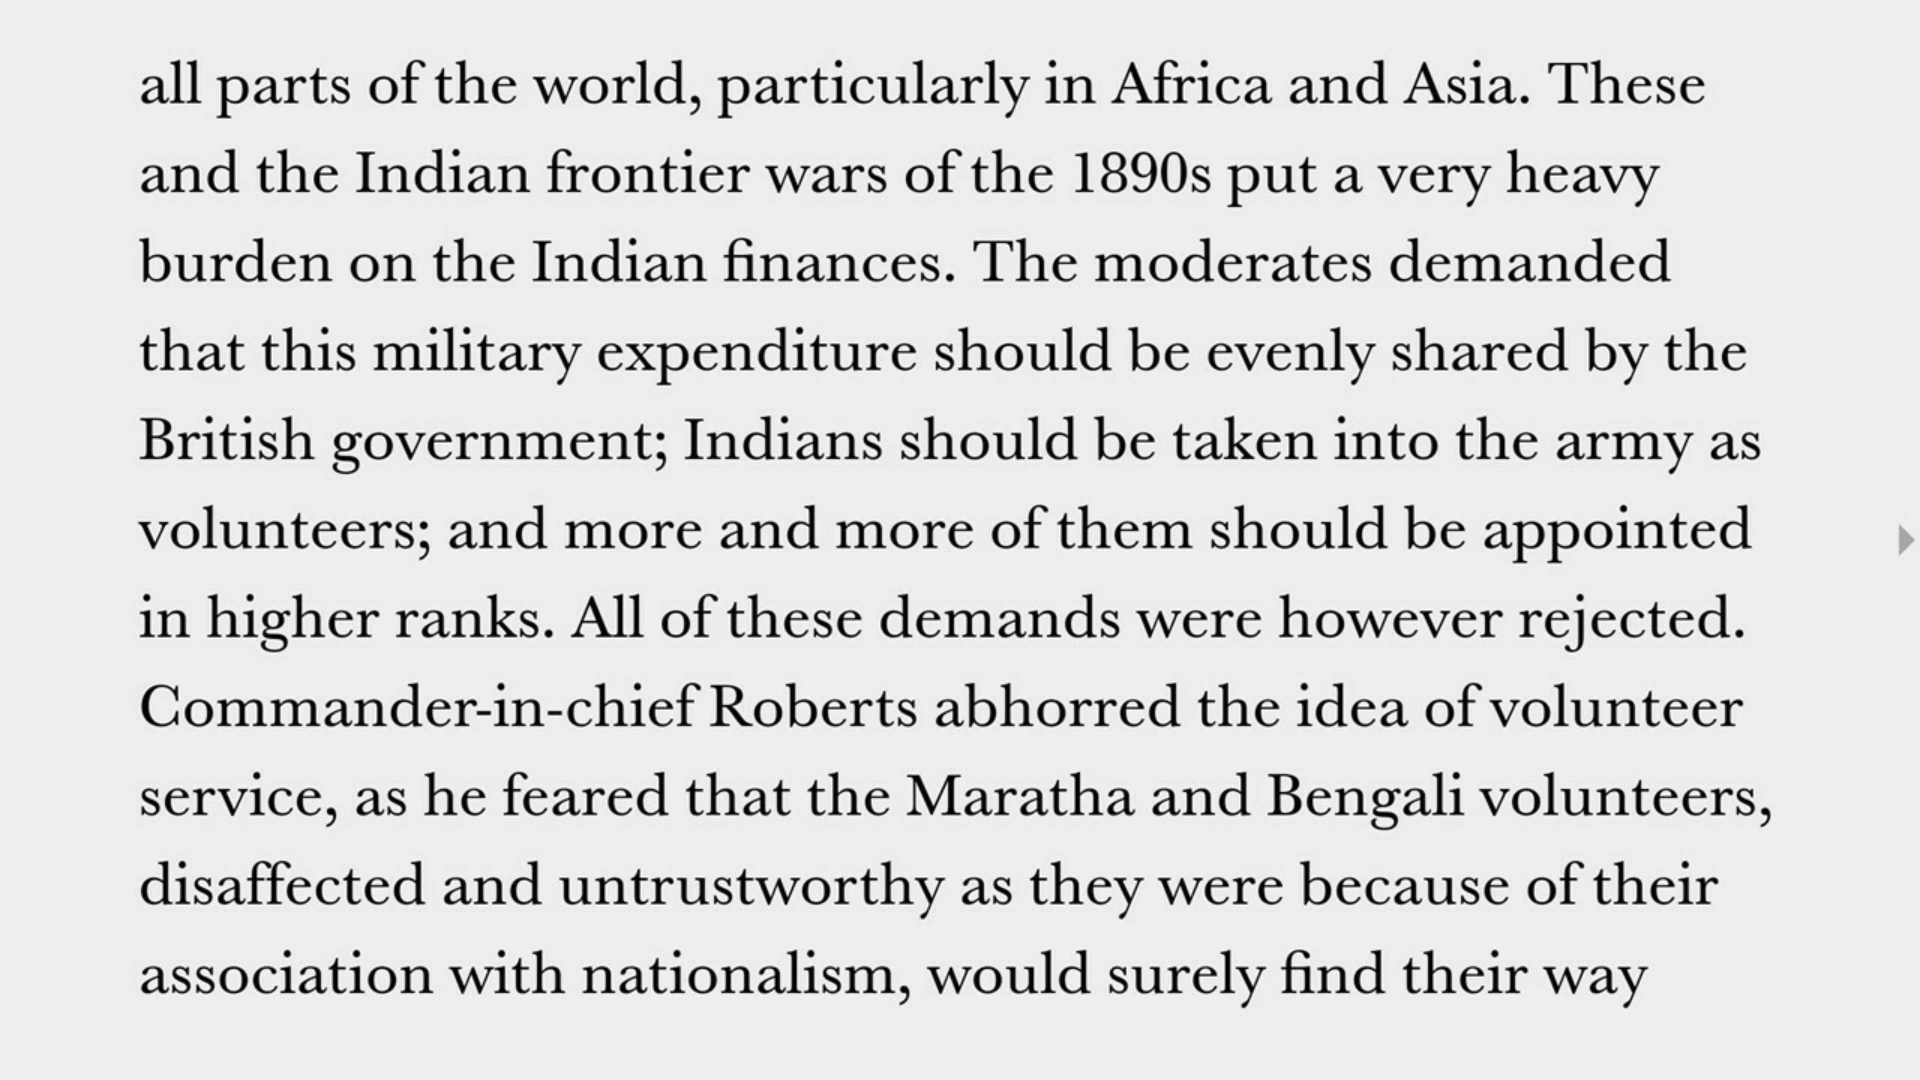 all parts of the world, particularly in Africa and Asia. These
and the Indian frontier wars of the 1890s put a very heavy
burden on the Indian finances. The moderates demanded
that this military expenditure should be evenly shared by the
British government; Indians should be taken into the army as
volunteers; and more and more of them should be appointed
in higher ranks. All of these demands were however rejected.
Commander-in-chief Roberts abhorred the idea of volunteer
service, as he feared that the Maratha and Bengali volunteers,
disaffected and untrustworthy as they were because of their
association with nationalism, would surely find their way